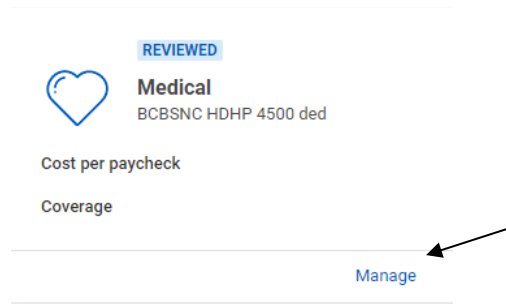 REVIEWED
Medical
BCBSNC HDHP 4500 ded
Cost per paycheck
Coverage
Manage